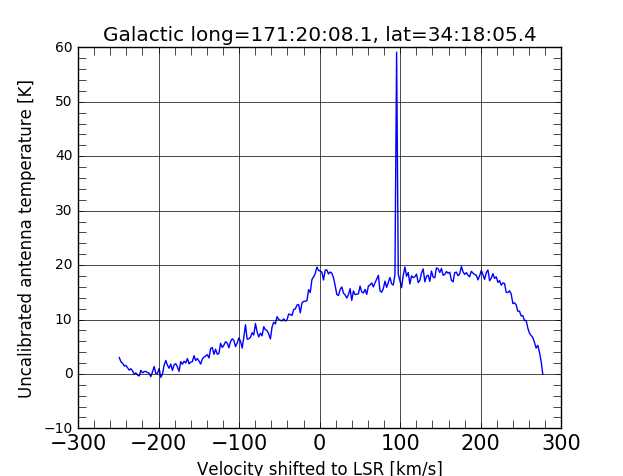 Galactic long=171:20:08.1, lat=34:18:05.4
Uncalibrated antenna temperature [K]
60
50
40
30
20
10
0
−10
−300 −200 −100 0 100 200 300
Velocity shifted to LSR [km/s]